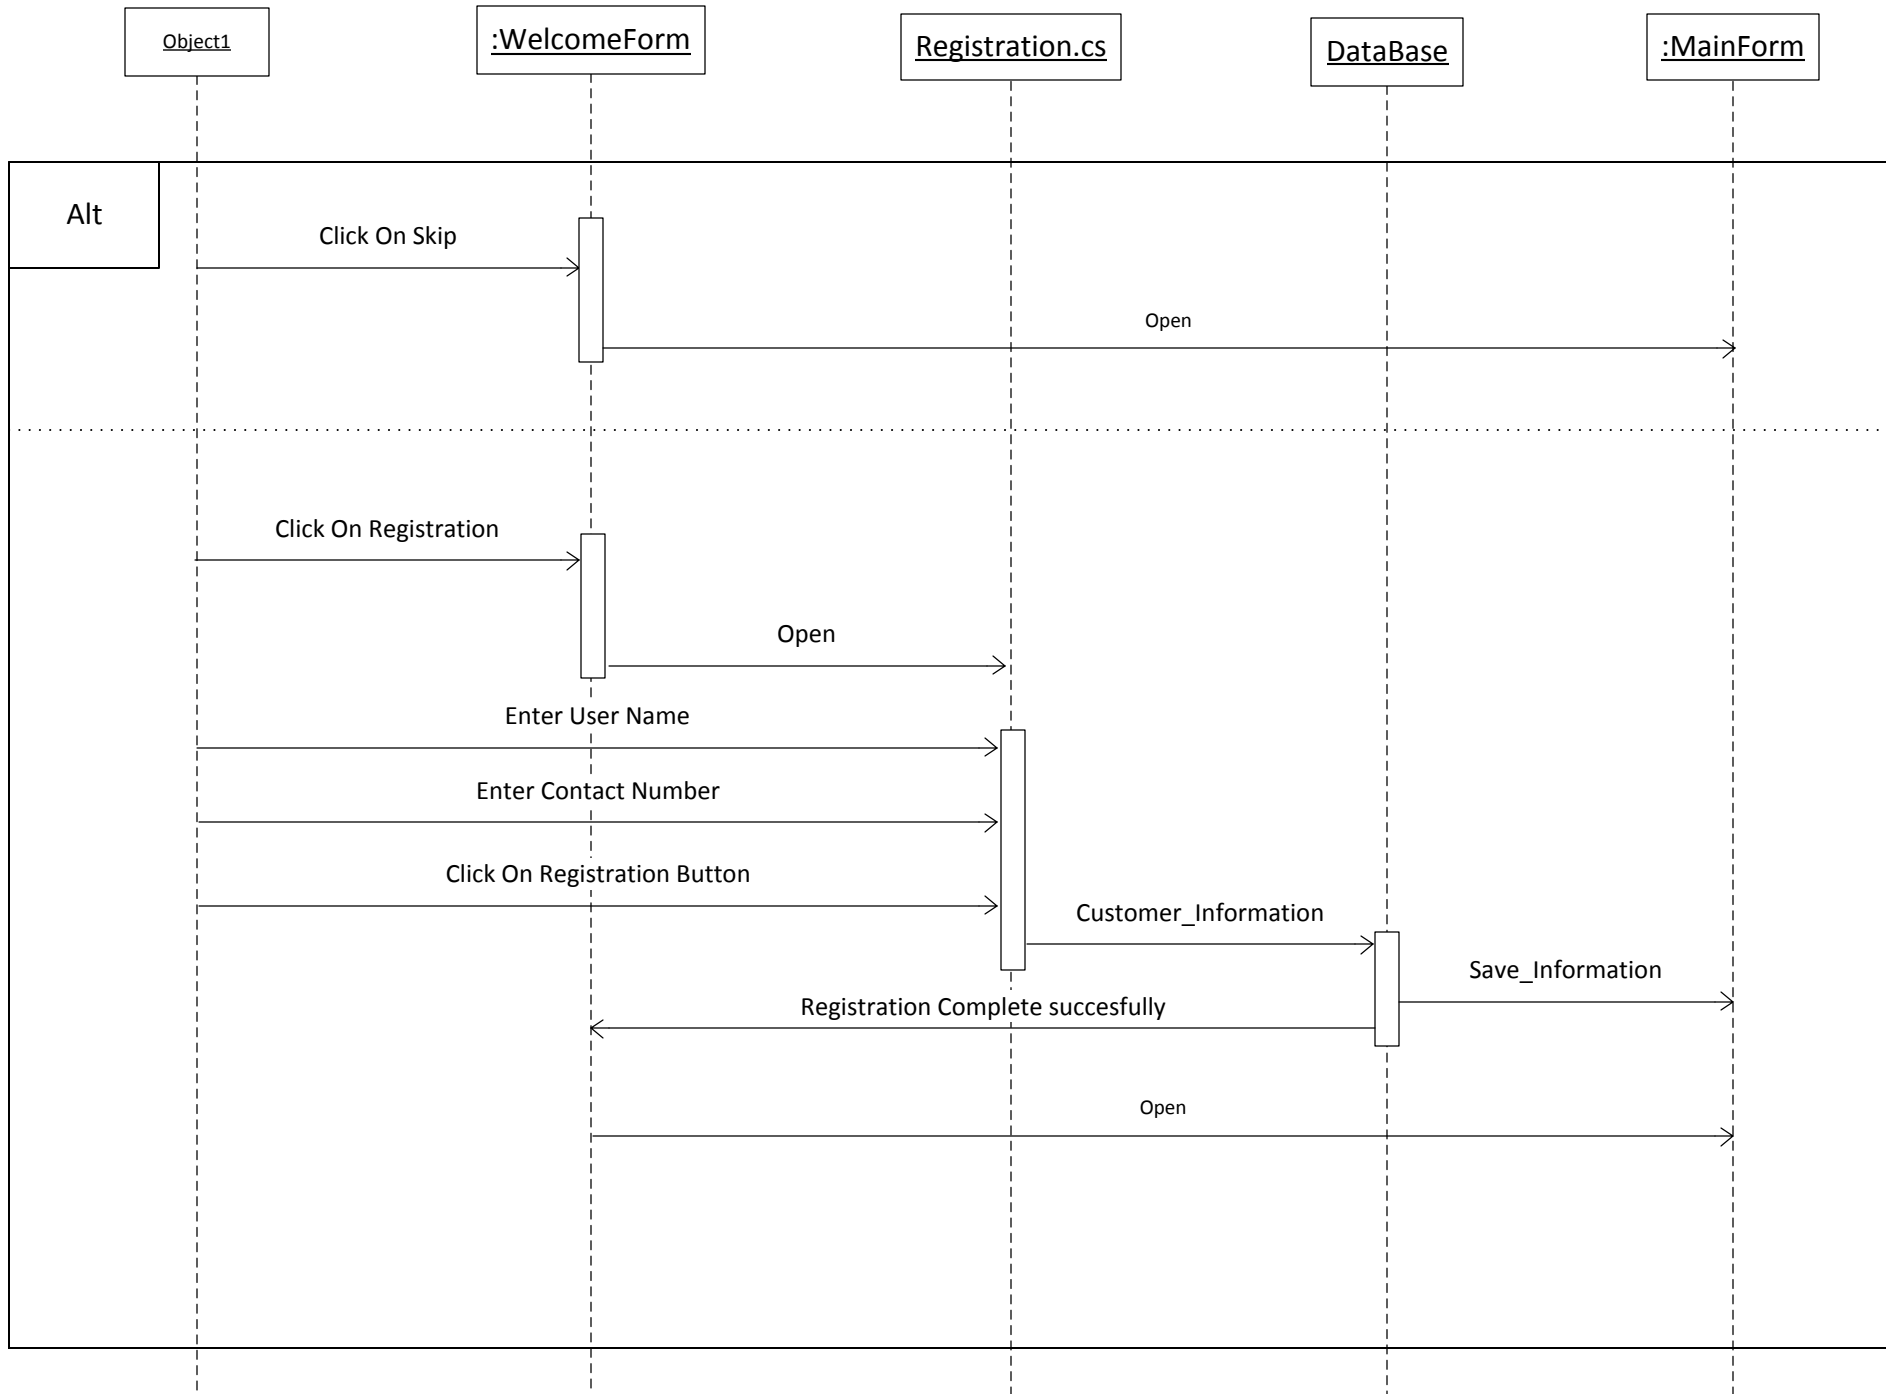 Object1
:WelcomeForm
Registration.cs
DataBase
:MainForm
Alt
Click On Skip
Open
Click On Registration
Open
Enter User Name
Enter Contact Number
Click On Registration Button
Customer_Information
Save_Information
Registration Complete succesfully
Open